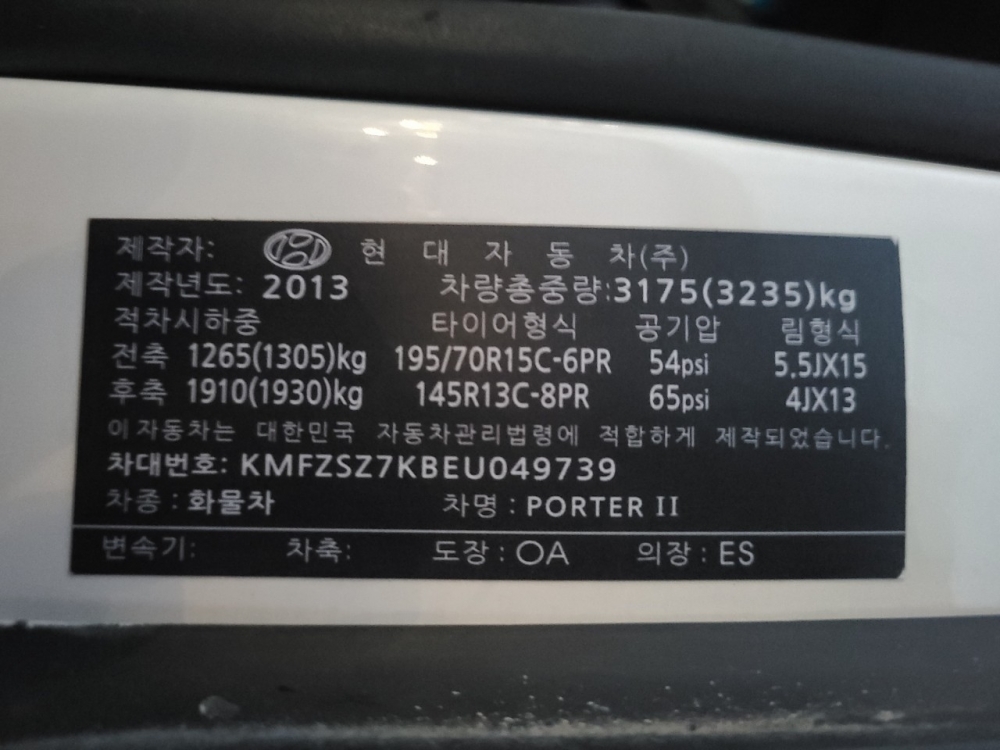 제작자: 현 대 자 동 차(주)
제작년도: 2013 차량총중량:3175(3235)kg
적차시하중 타이어형식 공기압 림형식
전축 1265(1305)kg 195/70R15C-6PR 54psi 5.5JX15
후축 1910(1930)kg 145R13C-8PR 65psi 4JX13
이 자동차는 대한민국 자동차관리법령에 적합하게 제작되었습니다.
차대번호: KMFZSZ7KBEU049739
차종 : 화물차 차명 : PORTER II
변속기: 차축: 도장 : OA 의장 : ES